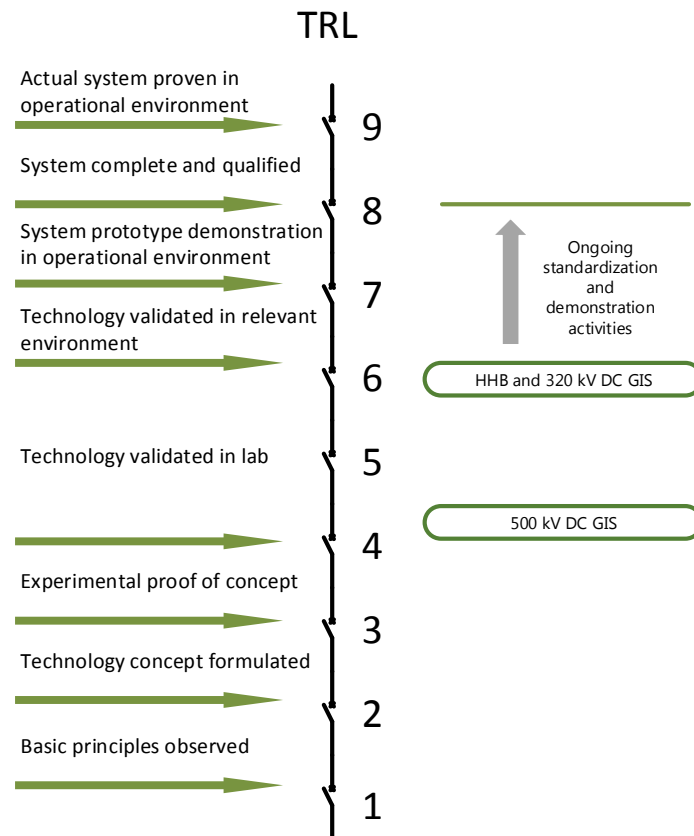 TRL
Actual system proven in
operational environment
9
System complete and qualified
8
System prototype demonstration
in operational environment
7
Technology validated in relevant
environment
6
Technology validated in lab
5
4
Experimental proof of concept
3
Technology concept formulated
2
Basic principles observed
1
Ongoing
standardization
and
demonstration
activities
HHB and 320 kV DC GIS
500 kV DC GIS